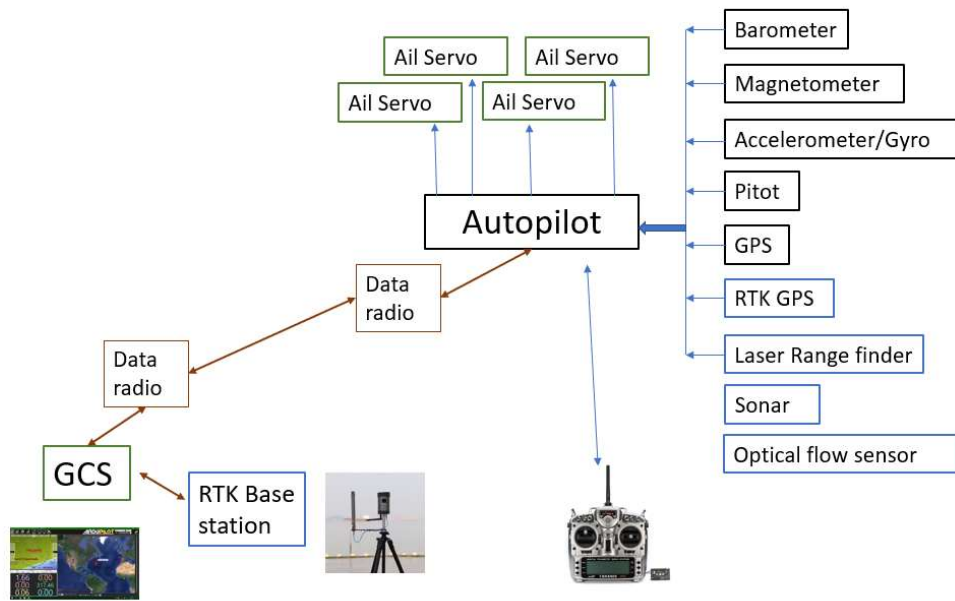 Barometer
Ail Servo
Ail Servo
Magnetometer
Ail Servo
Ail Servo
Accelerometer/Gyro
Pitot
Autopilot
GPS
Data
radio
RTK GPS
Data
radio
Laser Range finder
Sonar
GCS
Optical flow sensor
RTK Base
station